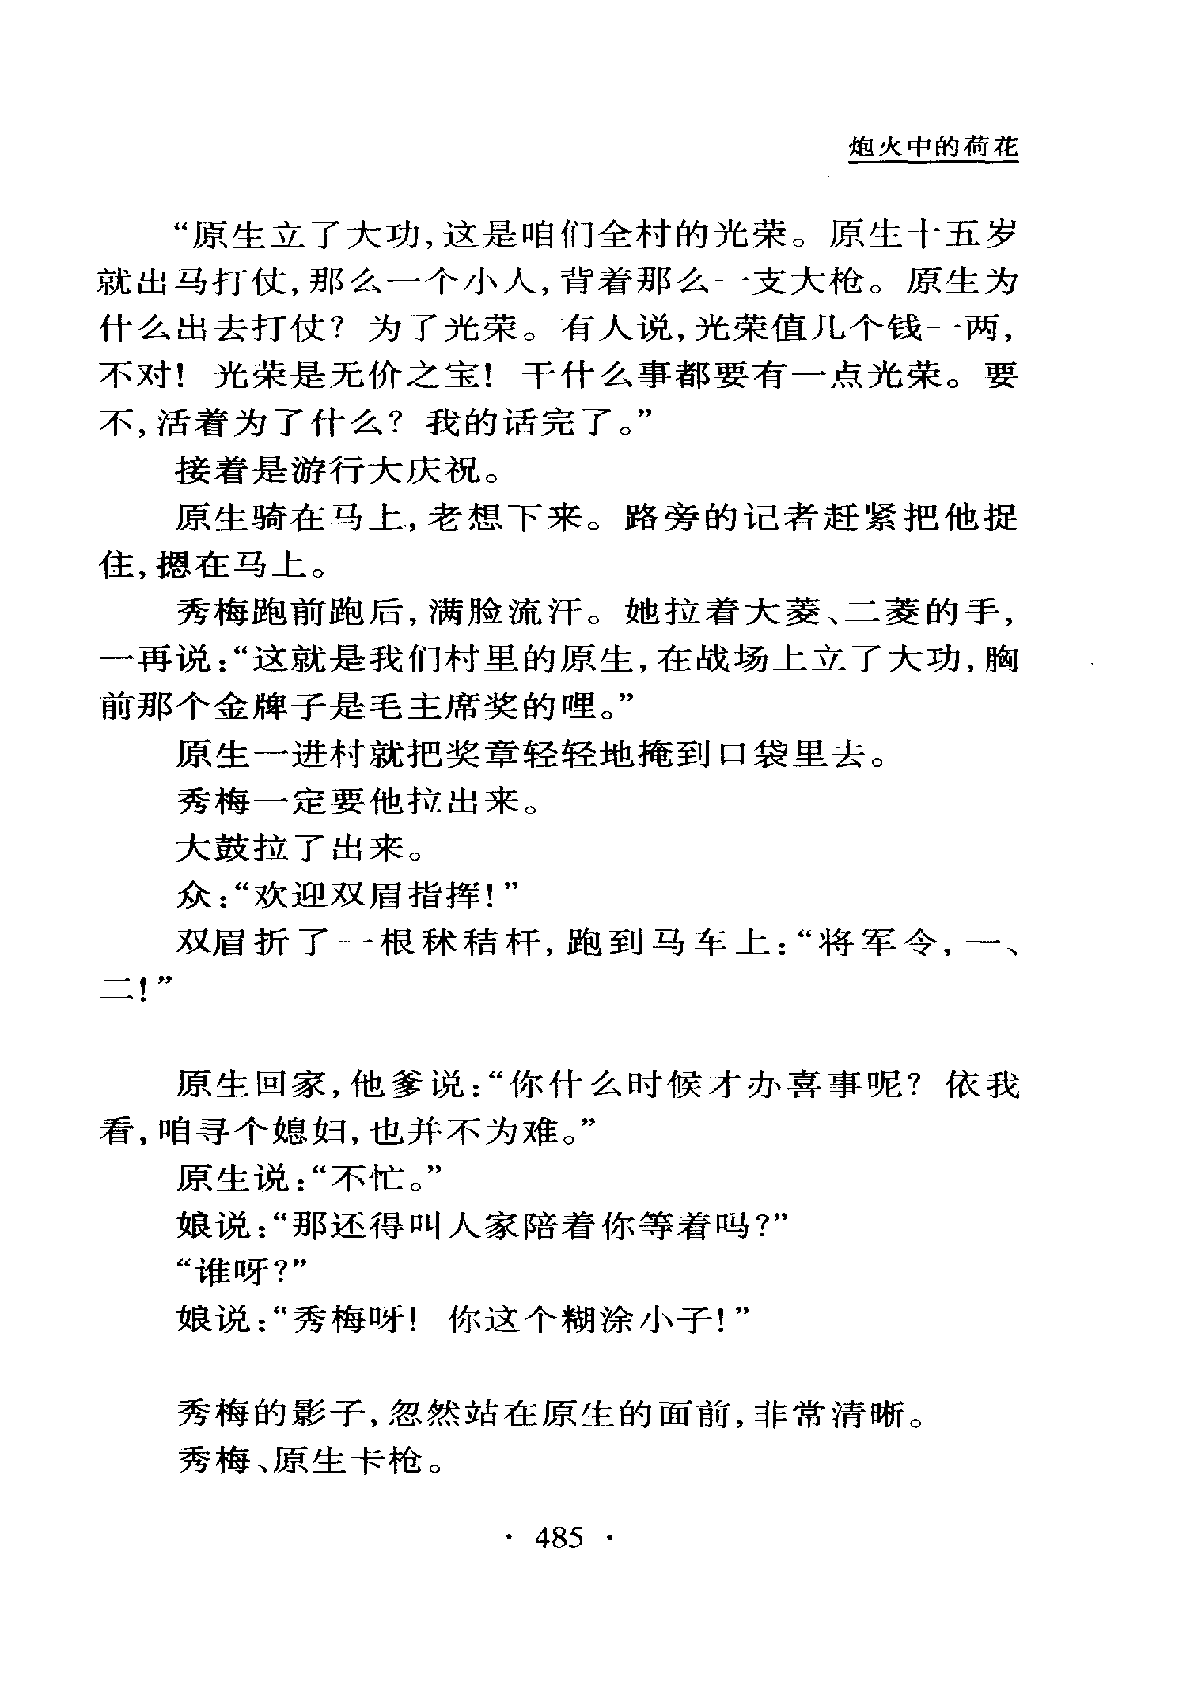 炮火中的荷花
“原生立了大功,这是咱们全村的光荣。原生十五岁
就出马打仗,那么一个小人,背着那么一支大枪。原生为
什么出去打仗？为了光荣。有人说,光荣值几个钱一两,
不对！光荣是无价之宝！干什么事都要有一点光荣。要
不,活着为了什么？我的话完了。”
接着是游行大庆祝。
原生骑在马上,老想下来。路旁的记者赶紧把他捉
住,摁在马上。
秀梅跑前跑后,满脸流汗。她拉着大菱、二菱的手,
一再说:“这就是我们村里的原生,在战场上立了大功,胸
前那个金牌子是毛主席奖的哩。”
原生一进村就把奖章轻轻地掩到口袋里去。
秀梅一定要他拉出来。
大鼓拉了出来。
众:“欢迎双眉指挥！”
双眉折了一根秫秸杆,跑到马车上:“将军令,一、
二！”
原生回家,他爹说:“你什么时候才办喜事呢？依我
看,咱寻个媳妇,也并不为难。”
原生说:“不忙。”
娘说:“那还得叫人家陪着你等着吗？”
“谁呀？”
娘说:“秀梅呀！你这个糊涂小子！”
秀梅的影子,忽然站在原生的面前,非常清晰。
秀梅、原生卡枪。
· 485 ·